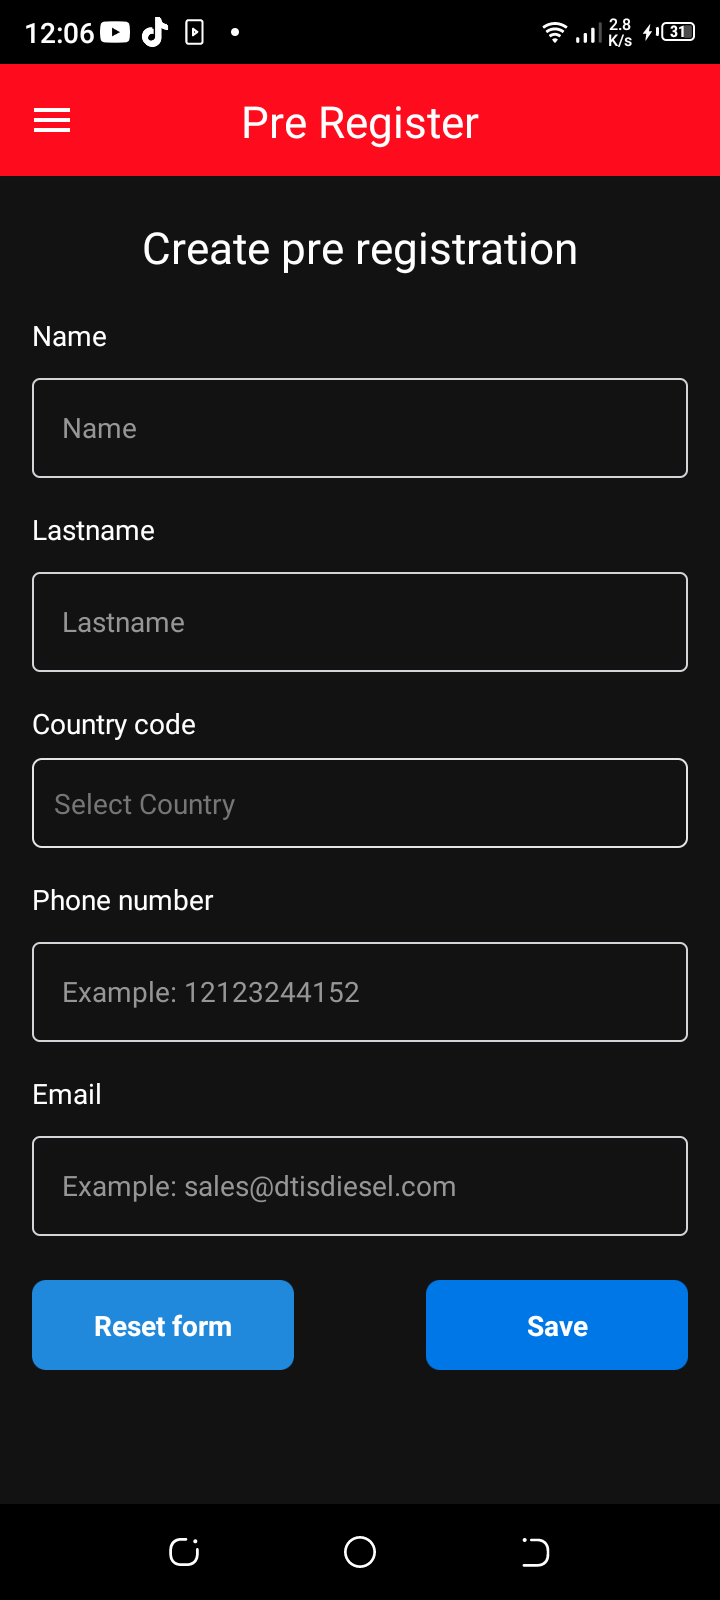 12:06
2.8
K/s
31
Pre Register
Create pre registration
Name
Name
Lastname
Lastname
Country code
Select Country
Phone number
Example: 12123244152
Email
Example: sales@dtisdiesel.com
Reset form
Save